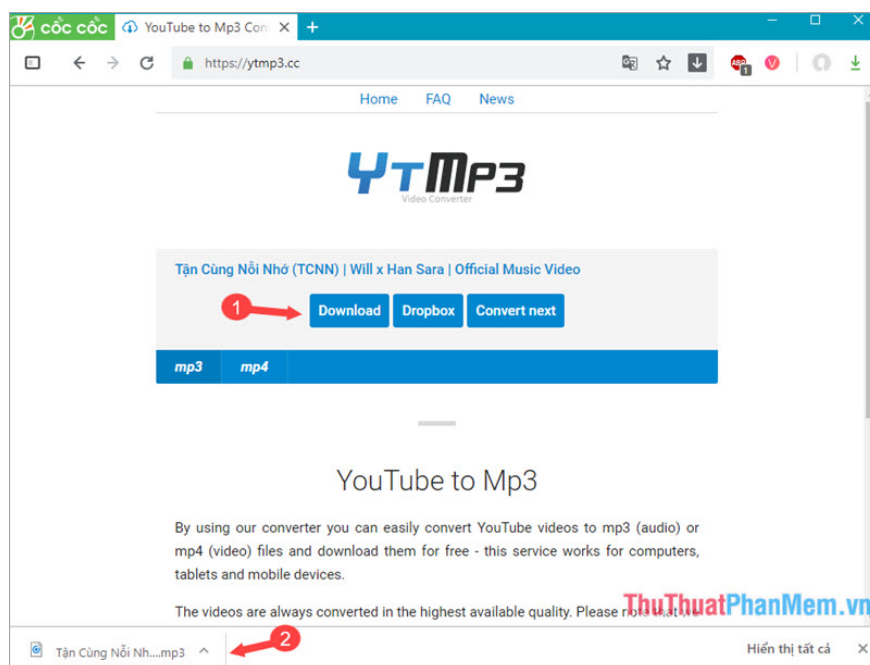 cốc cốc YouTube to Mp3 Con
https://ytmp3.cc
ABP 1 V
Home FAQ News
YTMP3
Video Converter
Tận Cùng Nỗi Nhớ (TCNN) | Will x Han Sara | Official Music Video
1 Download Dropbox Convert next
mp3 mp4
YouTube to Mp3
By using our converter you can easily convert YouTube videos to mp3 (audio) or
mp4 (video) files and download them for free - this service works for computers,
tablets and mobile devices.
The videos are always converted in the highest available quality. Please
ThuThuatPhanMem.vn
Tận Cùng Nỗi Nh....mp3 2 Hiển thị tất cả